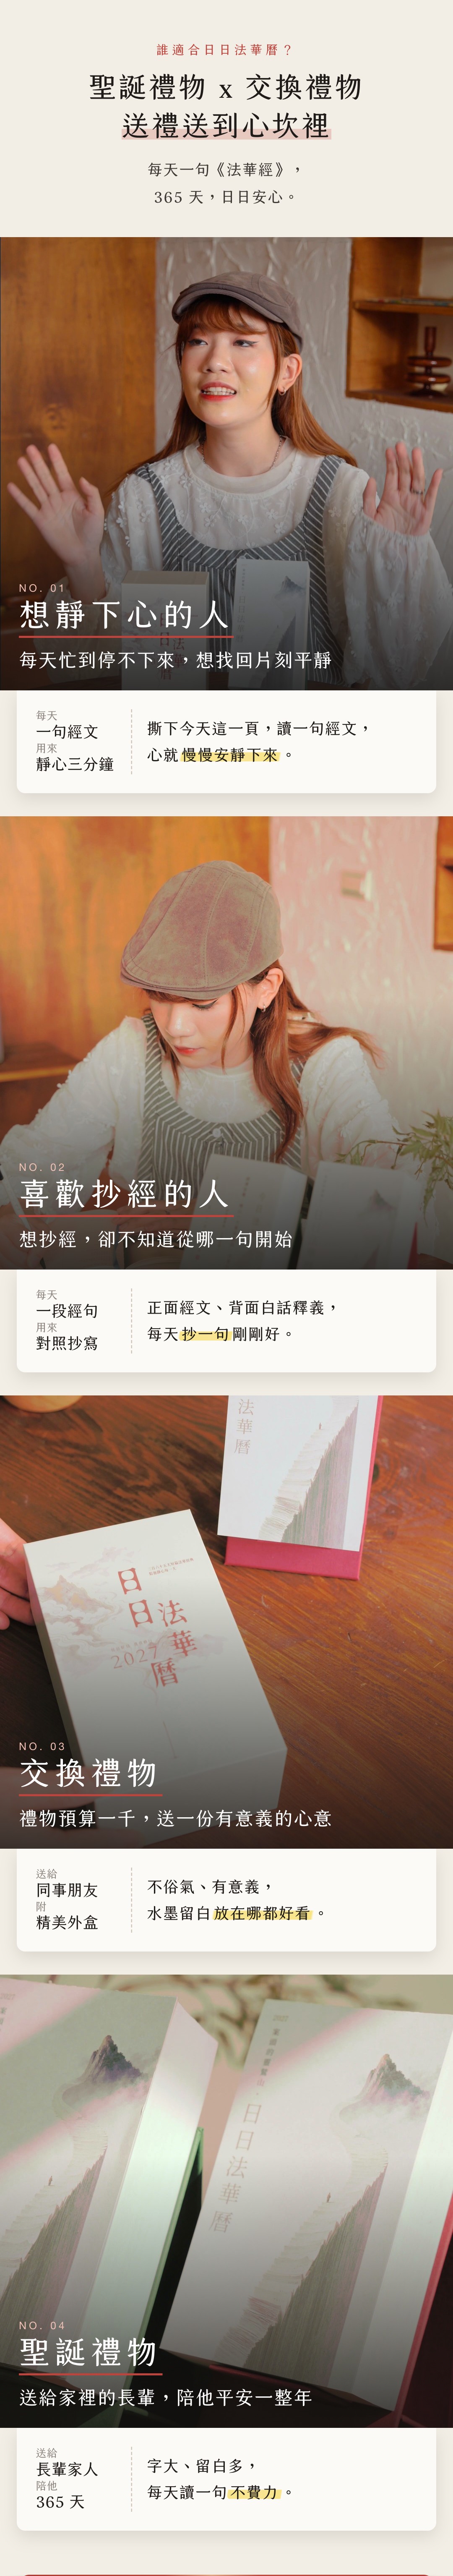 誰適合日日法華曆？
聖誕禮物 x 交換禮物
送禮送到心坎裡
每天一句《法華經》，
365 天，日日安心。
NO. 01
想靜下心的人
每天忙到停不下來，想找回片刻平靜
每天
一句經文
用來
靜心三分鐘
撕下今天這一頁，讀一句經文，
心就慢慢安靜下來。
NO. 02
喜歡抄經的人
想抄經，卻不知道從哪一句開始
每天
一段經句
用來
對照抄寫
正面經文、背面白話釋義，
每天抄一句剛剛好。
法華曆
日日法華曆
2027
NO. 03
交換禮物
禮物預算一千，送一份有意義的心意
送給
同事朋友
附
精美外盒
不俗氣、有意義，
水墨留白放在哪都好看。
日日法華曆
NO. 04
聖誕禮物
送給家裡的長輩，陪他平安一整年
送給
長輩家人
陪他
365 天
字大、留白多，
每天讀一句不費力。